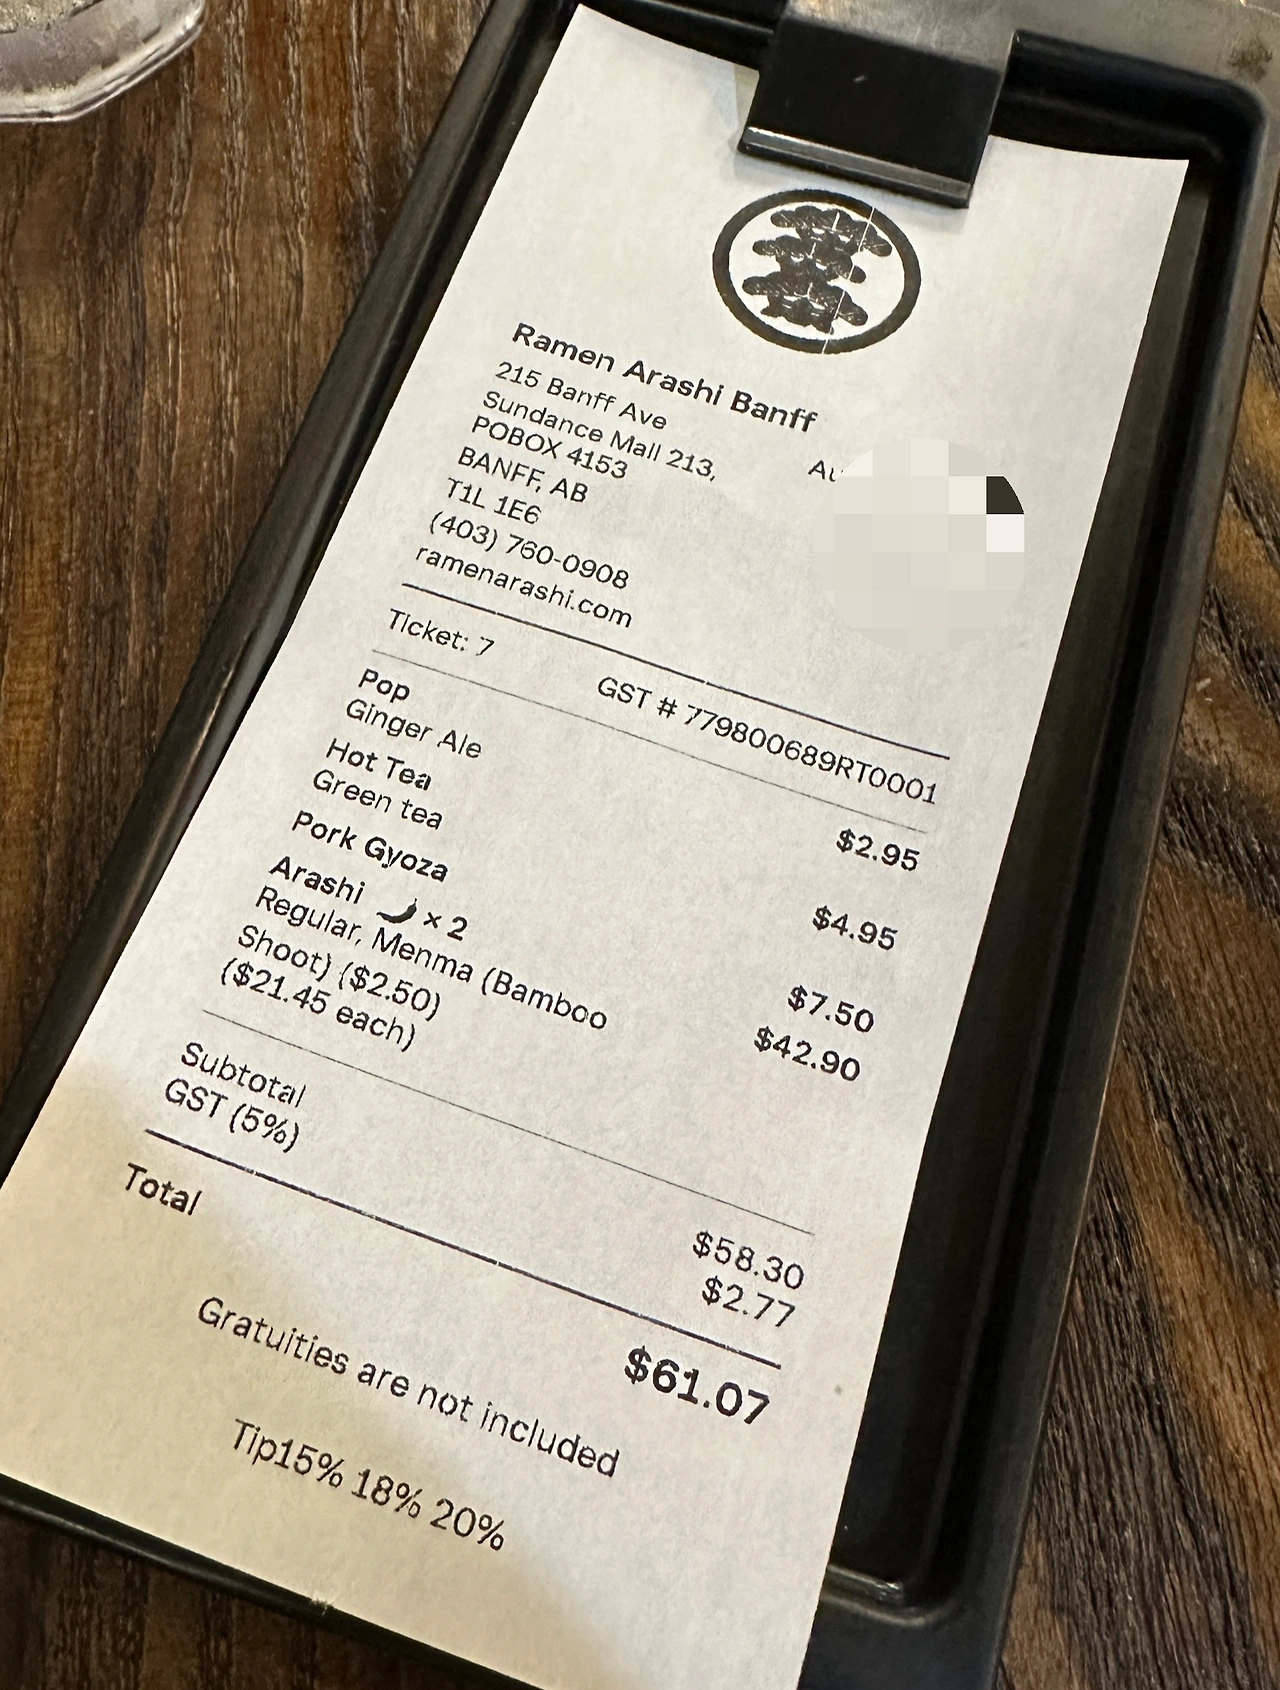 Ramen Arashi Banff
215 Banff Ave
Sundance Mall 213,
POBOX 4153
BANFF, AB
T1L 1E6
(403) 760-0908
ramenarashi.com
Ticket: 7 GST # 779800689RT0001
Pop $2.95
Ginger Ale
Hot Tea $4.95
Green tea
Pork Gyoza $7.50
Arashi 🌶 × 2 $42.90
Regular, Menma (Bamboo
Shoot) ($2.50)
($21.45 each)
Subtotal $58.30
GST (5%) $2.77
Total $61.07
Gratuities are not included
Tip15% 18% 20%